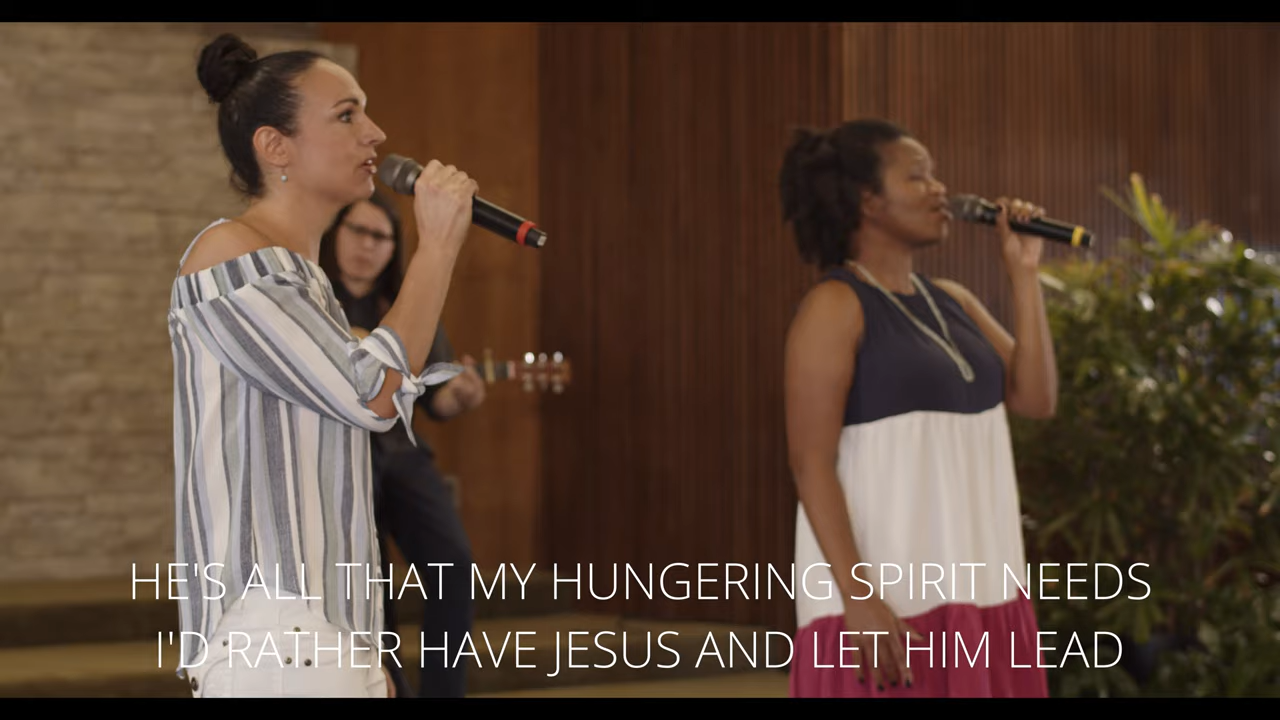 HE'S ALL THAT MY HUNGERING SPIRIT NEEDS
I'D RATHER HAVE JESUS AND LET HIM LEAD